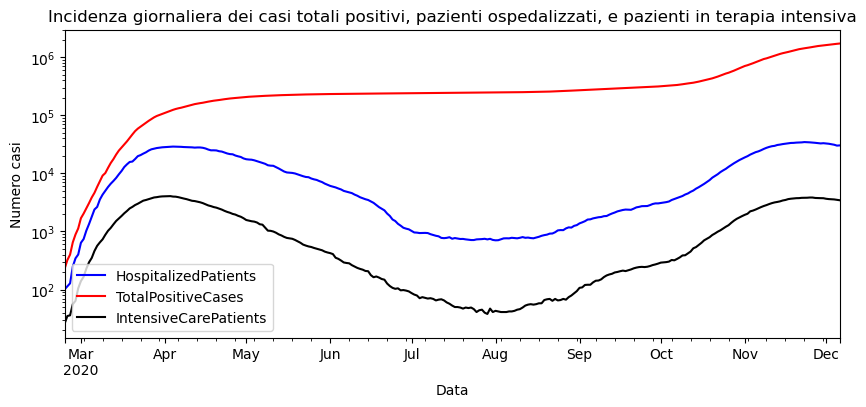 Incidenza giornaliera dei casi totali positivi, pazienti ospedalizzati, e pazienti in terapia intensiva
Numero casi
10^6
10^5
10^4
10^3
10^2
HospitalizedPatients
TotalPositiveCases
IntensiveCarePatients
Mar Apr May Jun Jul Aug Sep Oct Nov Dec
2020
Data